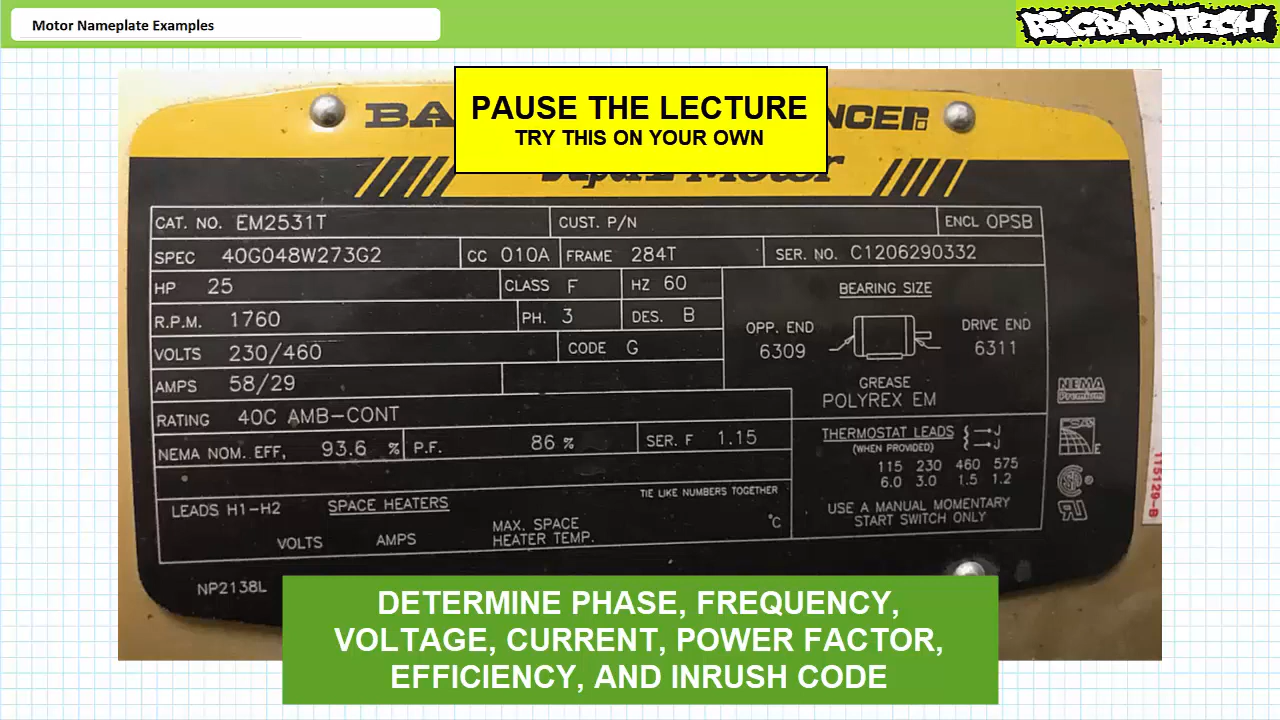 Motor Nameplate Examples
BIGBADTECH
PAUSE THE LECTURE
TRY THIS ON YOUR OWN
CAT. NO. EM2531T CUST. P/N ENCL OPSB
SPEC 40G048W273G2 CC 010A FRAME 284T SER. NO. C1206290332
HP 25 CLASS F HZ 60
BEARING SIZE
R.P.M. 1760 PH. 3 DES. B
OPP. END DRIVE END
6309 6311
VOLTS 230/460 CODE G
AMPS 58/29
GREASE
POLYREX EM
RATING 40C AMB-CONT
NEMA NOM. EFF. 93.6 % P.F. 86 % SER. F 1.15
THERMOSTAT LEADS J
(WHEN PROVIDED) J
115 230 460 575
6.0 3.0 1.5 1.2
USE A MANUAL MOMENTARY
START SWITCH ONLY
TIE LIKE NUMBERS TOGETHER
LEADS H1-H2 SPACE HEATERS
VOLTS AMPS MAX. SPACE °C
HEATER TEMP.
NP2138L
NEMA
Premium
E
115129-B
DETERMINE PHASE, FREQUENCY,
VOLTAGE, CURRENT, POWER FACTOR,
EFFICIENCY, AND INRUSH CODE